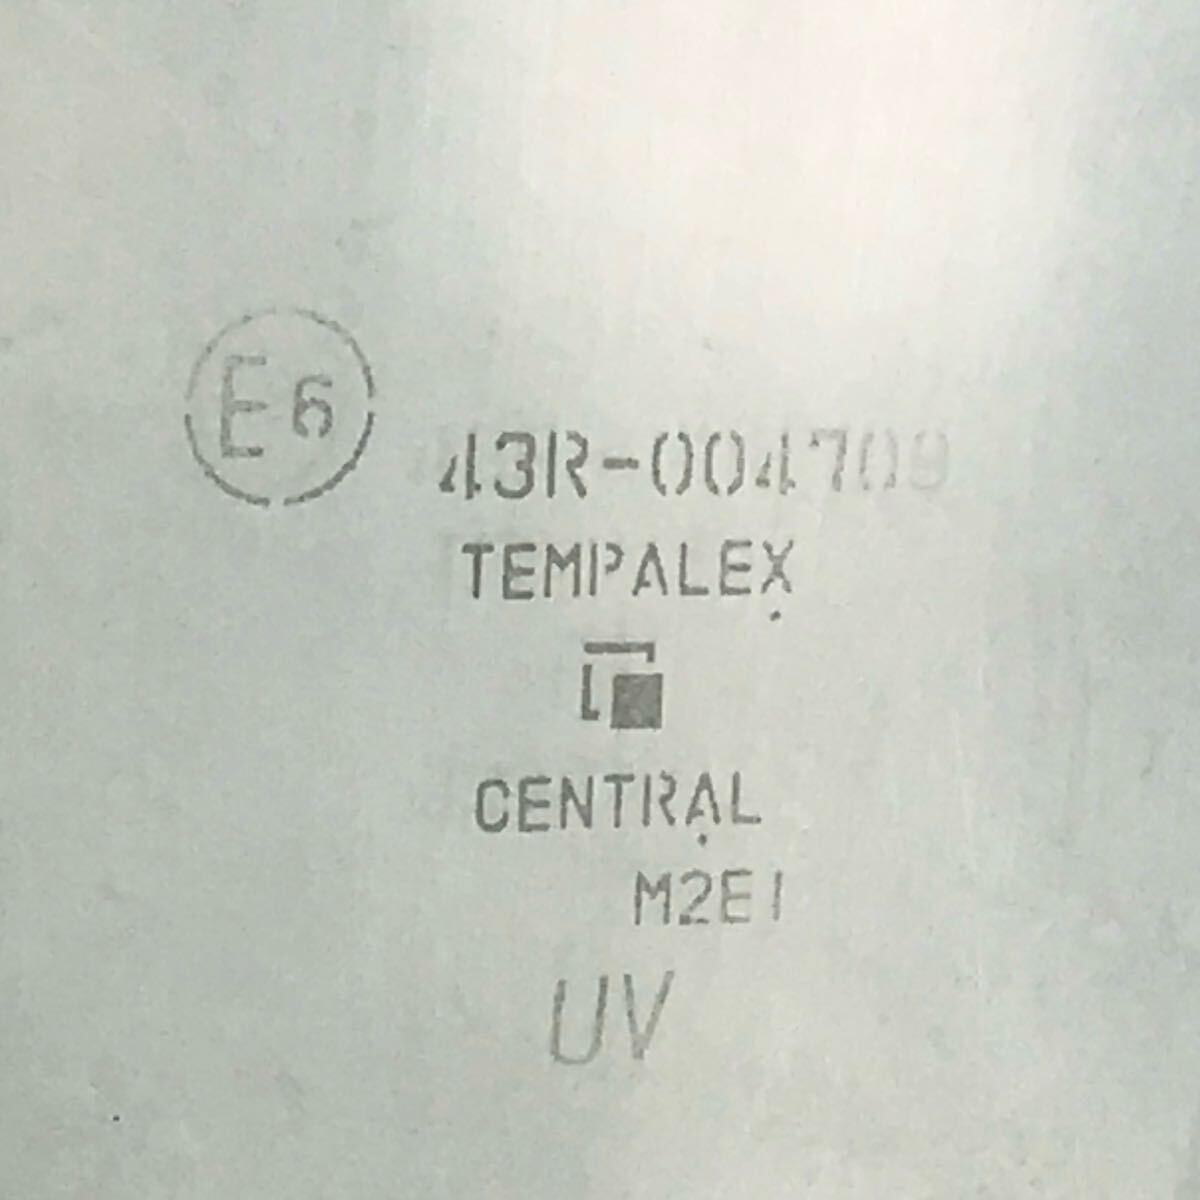 E6
43R-004709
TEMPALEX
CENTRAL
M2E1
UV